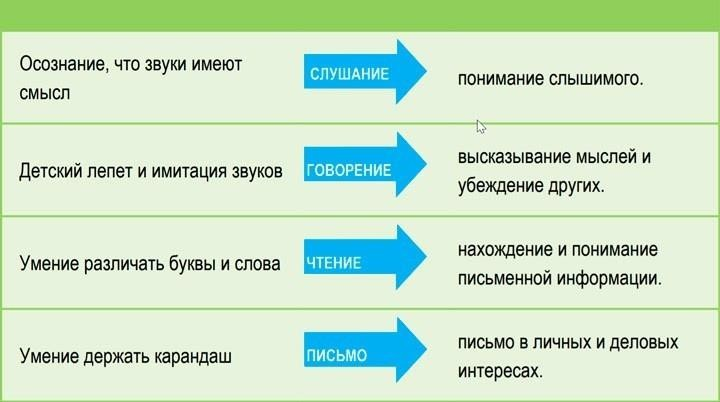 Осознание, что звуки имеют
смысл
СЛУШАНИЕ
понимание слышимого.
Детский лепет и имитация звуков
ГОВОРЕНИЕ
высказывание мыслей и
убеждение других.
Умение различать буквы и слова
ЧТЕНИЕ
нахождение и понимание
письменной информации.
Умение держать карандаш
ПИСЬМО
письмо в личных и деловых
интересах.